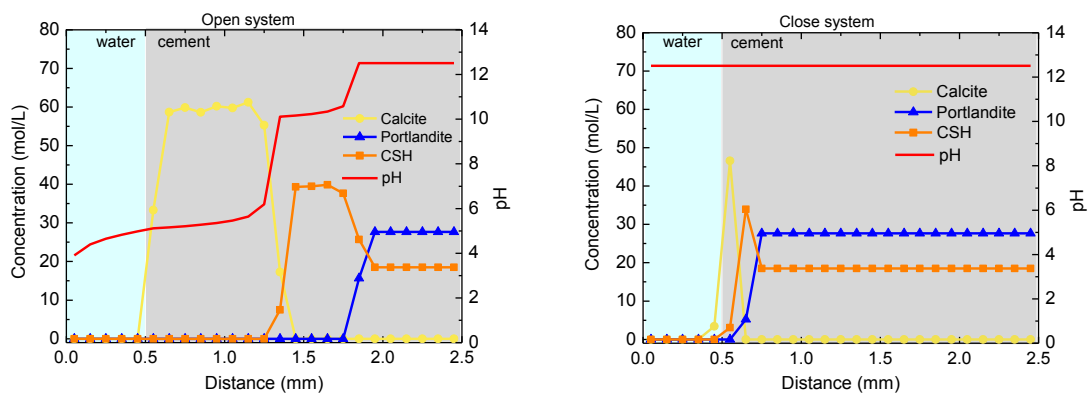 Open system
water
cement
Calcite
Portlandite
CSH
pH
80
70
60
50
40
30
20
10
0
Concentration (mol/L)
14
12
10
8
6
4
2
0
pH
0.0 0.5 1.0 1.5 2.0 2.5
Distance (mm)
Close system
water
cement
Calcite
Portlandite
CSH
pH
80
70
60
50
40
30
20
10
0
Concentration (mol/L)
14
12
10
8
6
4
2
0
pH
0.0 0.5 1.0 1.5 2.0 2.5
Distance (mm)